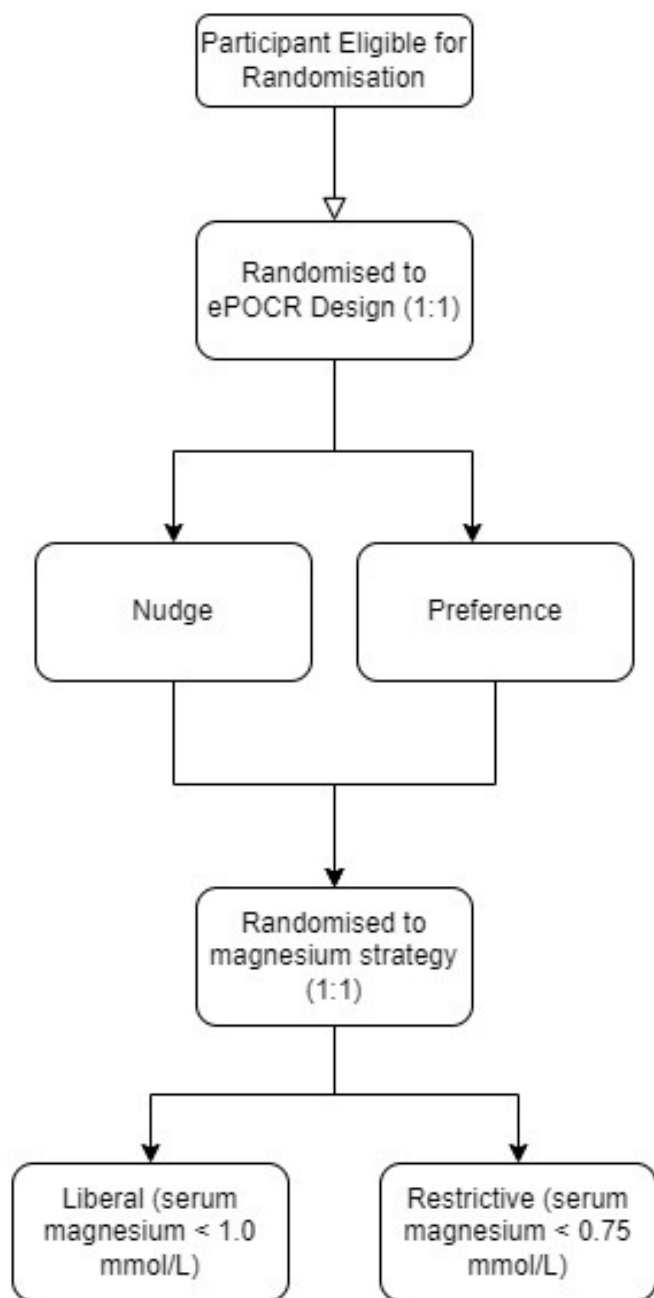 Participant Eligible for
Randomisation
Randomised to
ePOCR Design (1:1)
Nudge
Preference
Randomised to
magnesium strategy
(1:1)
Liberal (serum
magnesium < 1.0
mmol/L)
Restrictive (serum
magnesium < 0.75
mmol/L)